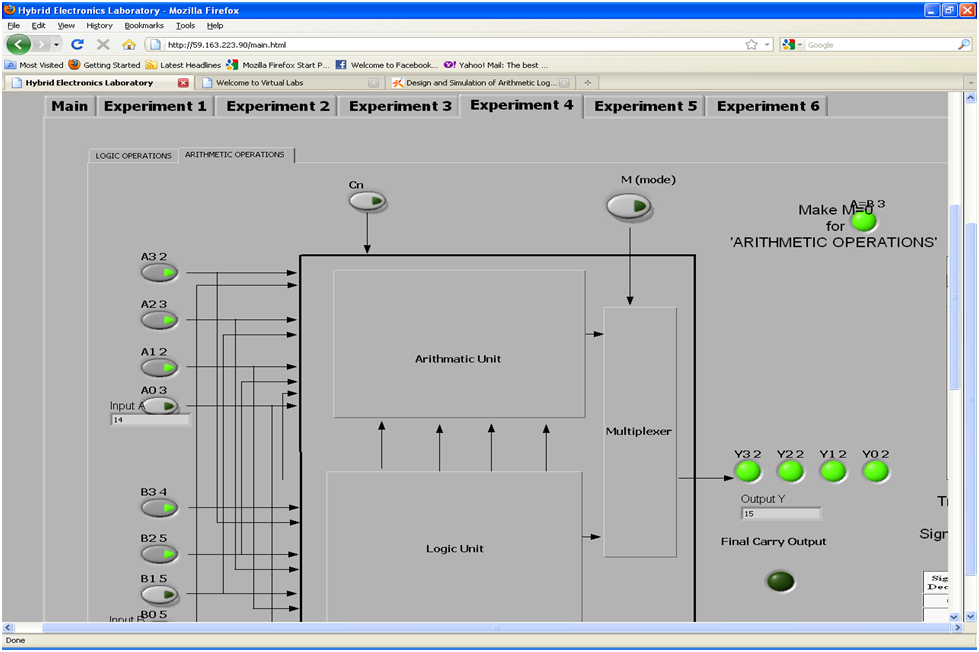 Hybrid Electronics Laboratory - Mozilla Firefox
File Edit View History Bookmarks Tools Help
http://59.163.223.90/main.html
Google
Most Visited Getting Started Latest Headlines Mozilla Firefox Start P... Welcome to Facebook... Yahoo! Mail: The best ...
Hybrid Electronics Laboratory Welcome to Virtual Labs Design and Simulation of Arithmetic Log...
Main Experiment 1 Experiment 2 Experiment 3 Experiment 4 Experiment 5 Experiment 6
LOGIC OPERATIONS ARITHMETIC OPERATIONS
Cn
M (mode)
A=B 3
Make M=0
for
'ARITHMETIC OPERATIONS'
A3 2
A2 3
A1 2
A0 3
Input A
14
Arithmatic Unit
Multiplexer
Y3 2 Y2 2 Y1 2 Y0 2
Output Y
15
Final Carry Output
B3 4
B2 5
B1 5
B0 5
Logic Unit
Sign
Done